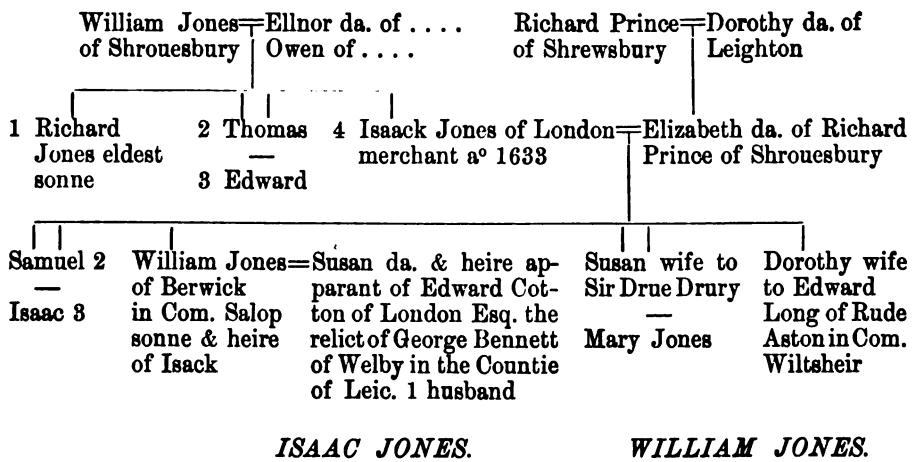 William Jones=Ellnor da. of . . . .
of Shrouesbury Owen of . . . .
Richard Prince=Dorothy da. of
of Shrewsbury Leighton
1 Richard
Jones eldest
sonne
2 Thomas
—
3 Edward
4 Isaack Jones of London=Elizabeth da. of Richard
merchant aº 1633 Prince of Shrouesbury
Samuel 2
—
Isaac 3
William Jones=Susan da. & heire ap-
of Berwick parant of Edward Cot-
in Com. Salop ton of London Esq. the
sonne & heire relict of George Bennett
of Isack of Welby in the Countie
of Leic. 1 husband
Susan wife to
Sir Drue Drury
—
Mary Jones
Dorothy wife
to Edward
Long of Rude
Aston in Com.
Wiltsheir
ISAAC JONES. WILLIAM JONES.